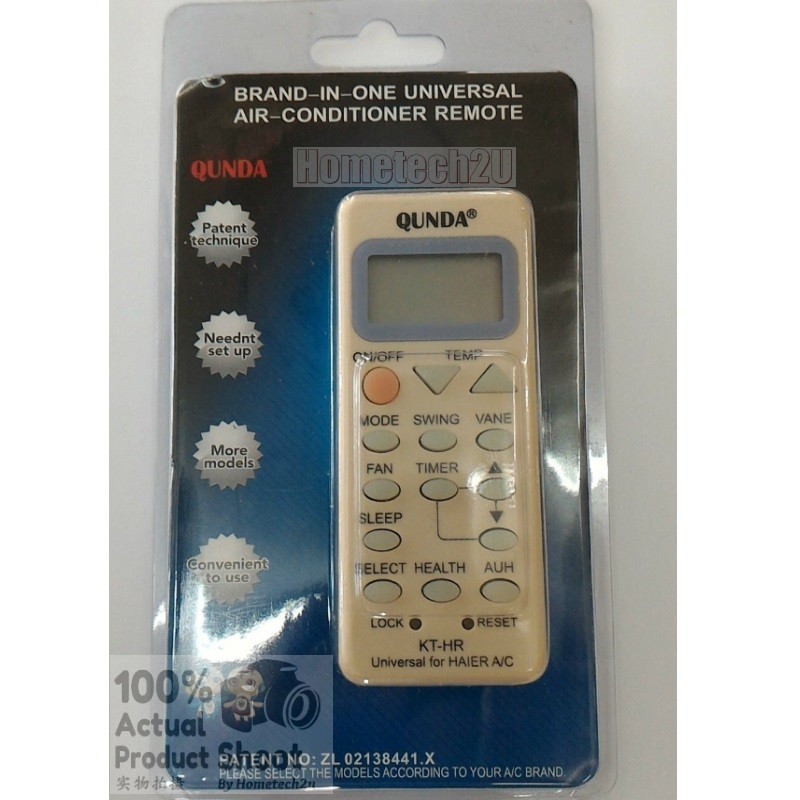 BRAND–IN–ONE UNIVERSAL
AIR–CONDITIONER REMOTE
Hometech2U
QUNDA
QUNDA®
Patent
technique
Neednt
set up
More
models
Convenient
to use
ON/OFF TEMP
MODE SWING VANE
FAN TIMER
SLEEP
SELECT HEALTH AUH
LOCK RESET
KT-HR
Universal for HAIER A/C
100%
Actual
Product Shoot
实物拍摄 By Hometech2u
PATENT NO: ZL 02138441.X
PLEASE SELECT THE MODELS ACCORDING TO YOUR A/C BRAND.